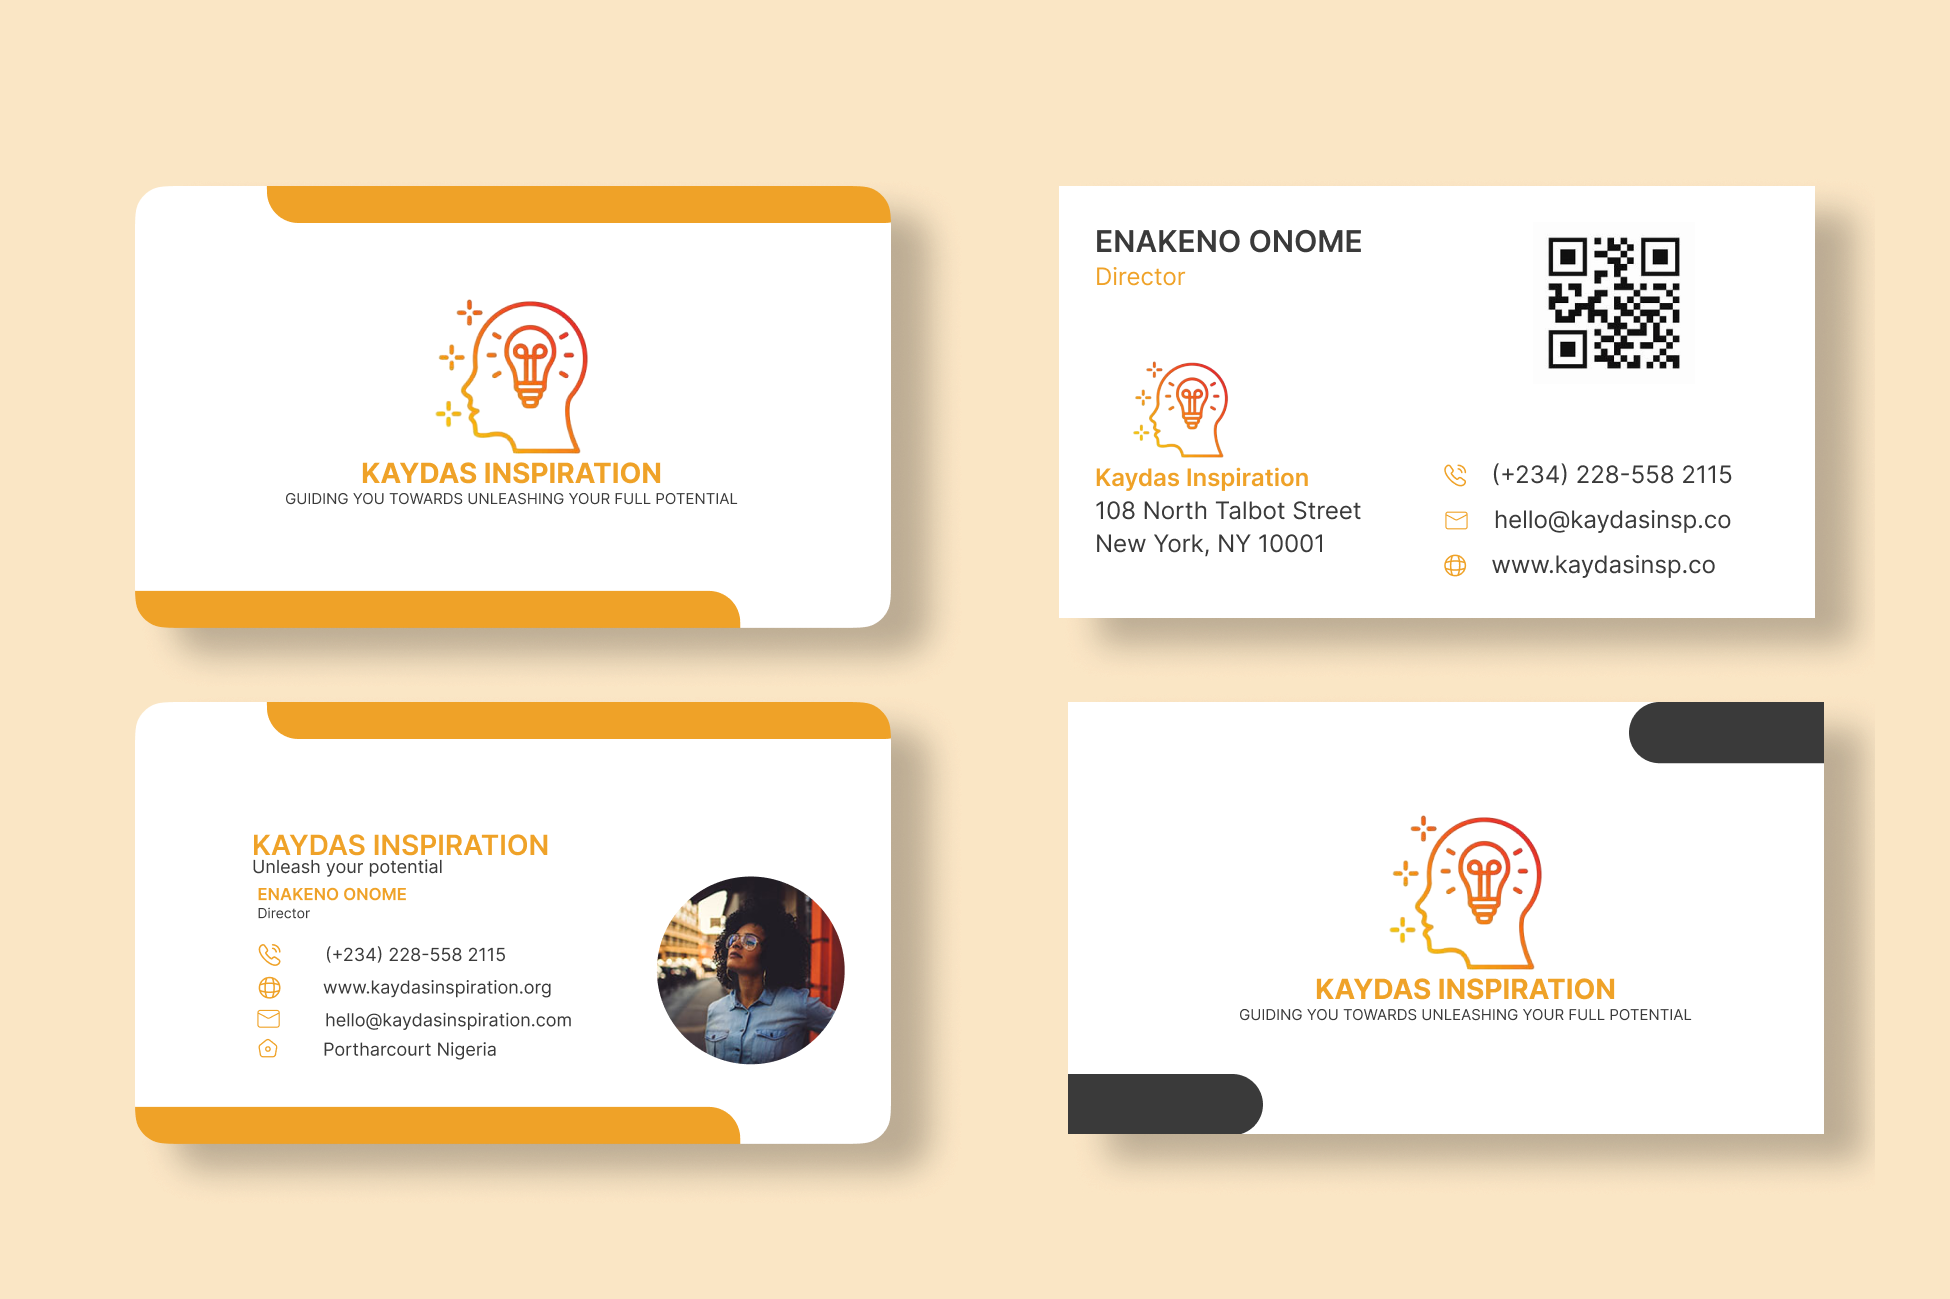 KAYDAS INSPIRATION
GUIDING YOU TOWARDS UNLEASHING YOUR FULL POTENTIAL
ENAKENO ONOME
Director
Kaydas Inspiration
108 North Talbot Street
New York, NY 10001
(+234) 228-558 2115
hello@kaydasinsp.co
www.kaydasinsp.co
KAYDAS INSPIRATION
Unleash your potential
ENAKENO ONOME
Director
(+234) 228-558 2115
www.kaydasinspiration.org
hello@kaydasinspiration.com
Portharcourt Nigeria
KAYDAS INSPIRATION
GUIDING YOU TOWARDS UNLEASHING YOUR FULL POTENTIAL